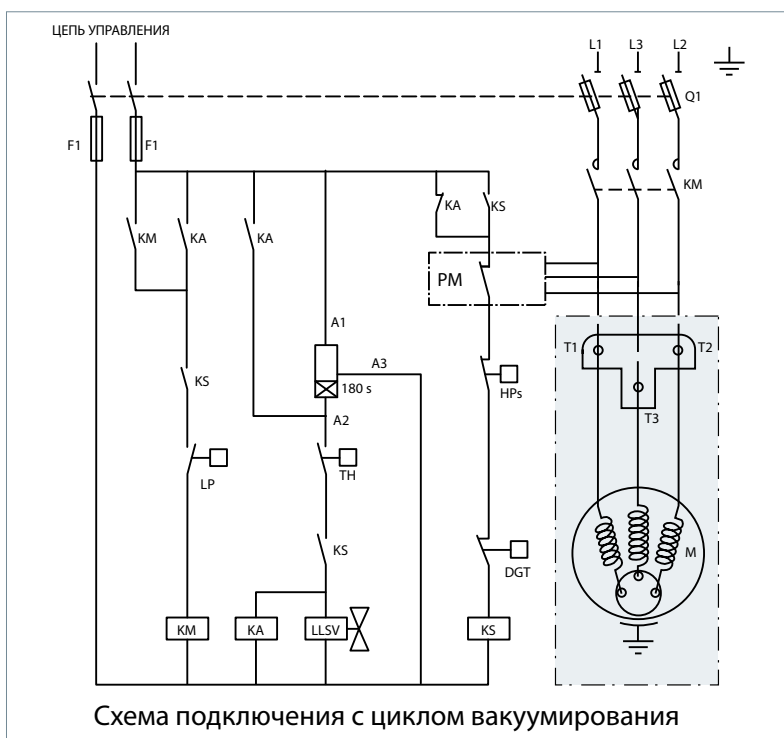 ЦЕПЬ УПРАВЛЕНИЯ
L1 L3 L2
Q1
F1 F1
KM
KA KS
KM KA KA
PM
A1
T1 T2
A3
KS 180 s HPs
A2 T3
LP TH
KS M
DGT
KM KA LLSV KS
Схема подключения с циклом вакуумирования